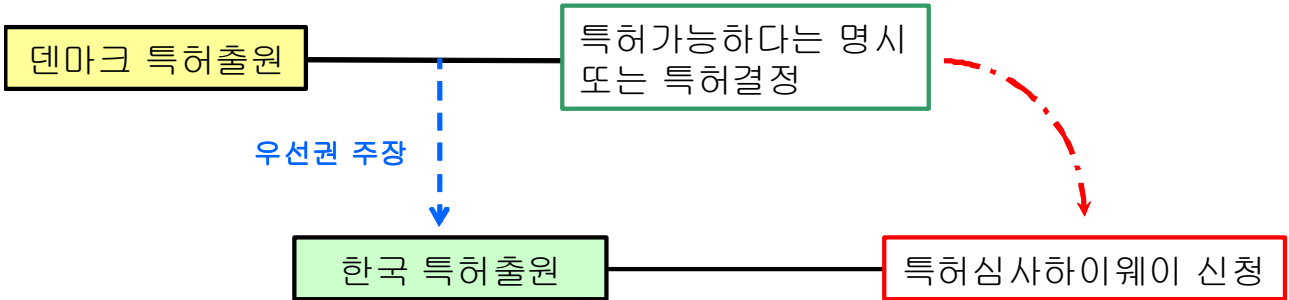 덴마크 특허출원
특허가능하다는 명시
또는 특허결정
우선권 주장
한국 특허출원
특허심사하이웨이 신청